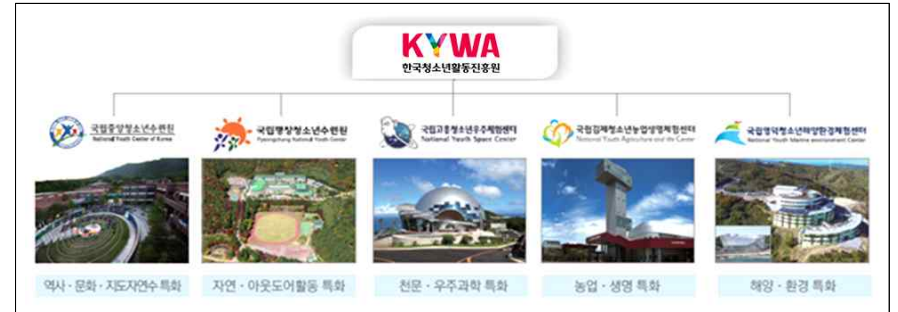 KYWA
한국청소년활동진흥원
국립중앙청소년수련원
National Youth Center of Korea
국립평창청소년수련원
Pyeongchang National Youth Center
국립고흥청소년우주체험센터
National Youth Space Center
국립김제청소년농업생명체험센터
National Youth Agriculture and life Center
국립영덕청소년해양환경체험센터
National Youth Marine environment Center
역사·문화·지도자연수 특화
자연·아웃도어활동 특화
천문·우주과학 특화
농업·생명 특화
해양·환경 특화